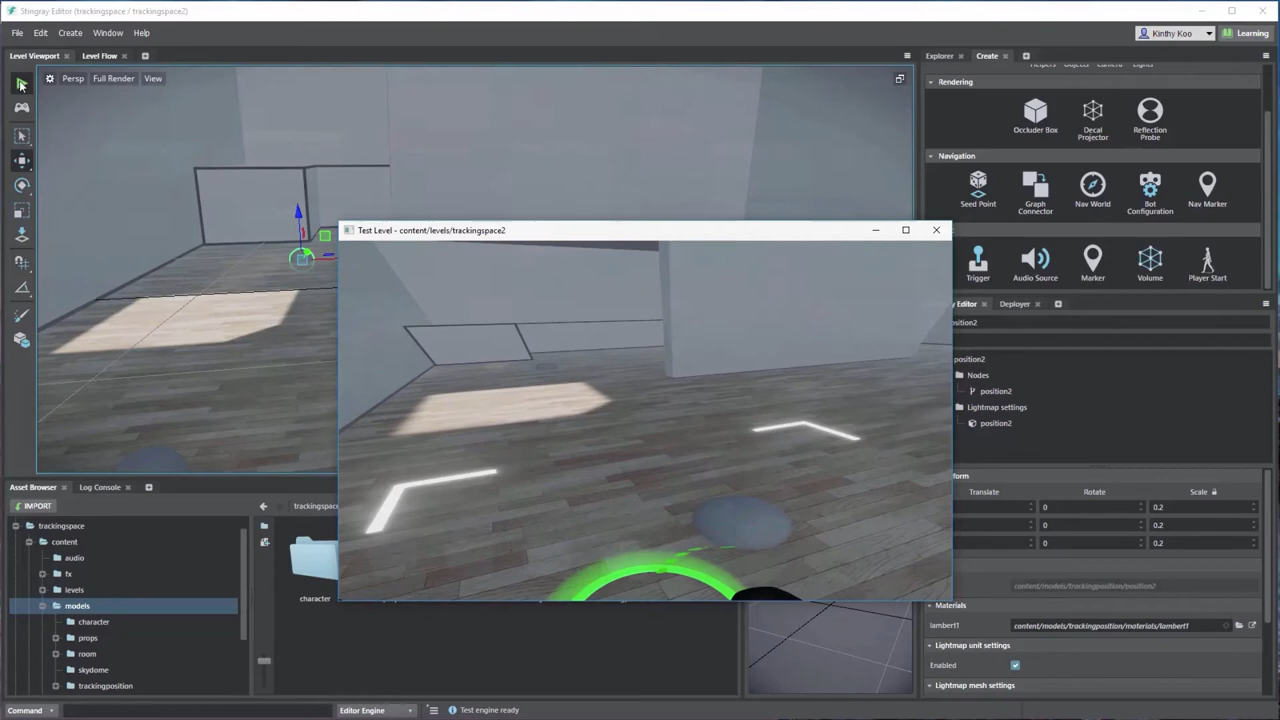 Stingray Editor (trackingspace / trackingspace2)
File Edit Create Window Help
Kinthy Koo
Learning
Level Viewport
Level Flow
Explorer
Create
Persp Full Render View
Rendering
Occluder Box
Decal Projector
Reflection Probe
Navigation
Seed Point
Graph Connector
Nav World
Bot Configuration
Nav Marker
Test Level - content/levels/trackingspace2
Trigger
Audio Source
Marker
Volume
Player Start
Editor
Deployer
position2
Nodes
position2
Lightmap settings
position2
Asset Browser
Log Console
IMPORT
trackingspace
content
audio
fx
levels
models
character
props
room
skydome
trackingposition
character
Translate Rotate Scale
0 0.2
0 0.2
0 0.2
content/models/trackingposition/position2
Materials
lambert1 content/models/trackingposition/materials/lambert1
Lightmap unit settings
Enabled
Lightmap mesh settings
Command
Editor Engine
Test engine ready